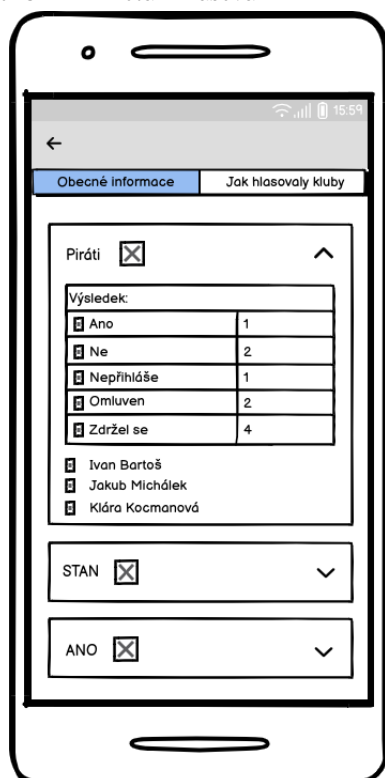 15:59
Obecné informace Jak hlasovaly kluby
Piráti
Výsledek:
Ano 1
Ne 2
Nepřihláše 1
Omluven 2
Zdržel se 4
Ivan Bartoš
Jakub Michálek
Klára Kocmanová
STAN
ANO